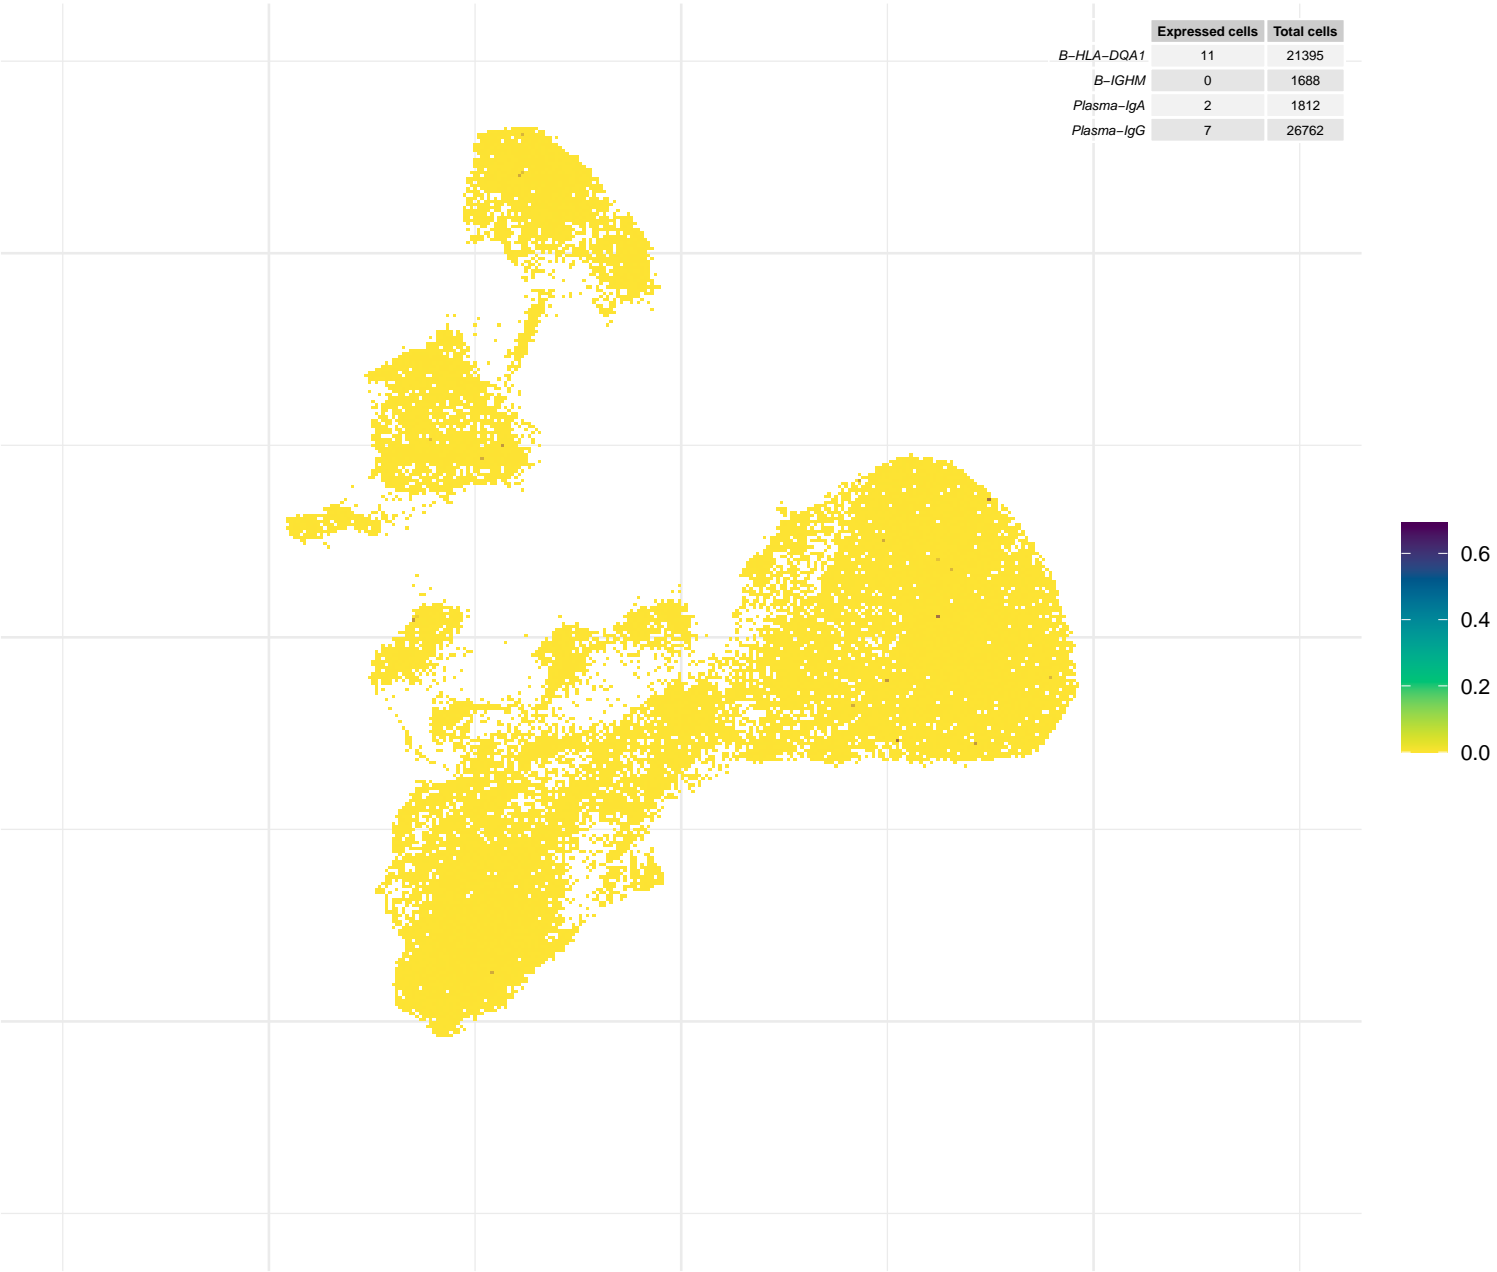 Expressed cells Total cells
B−HLA−DQA1 11 21395
B−IGHM 0 1688
Plasma−IgA 2 1812
Plasma−IgG 7 26762
0.6
0.4
0.2
0.0